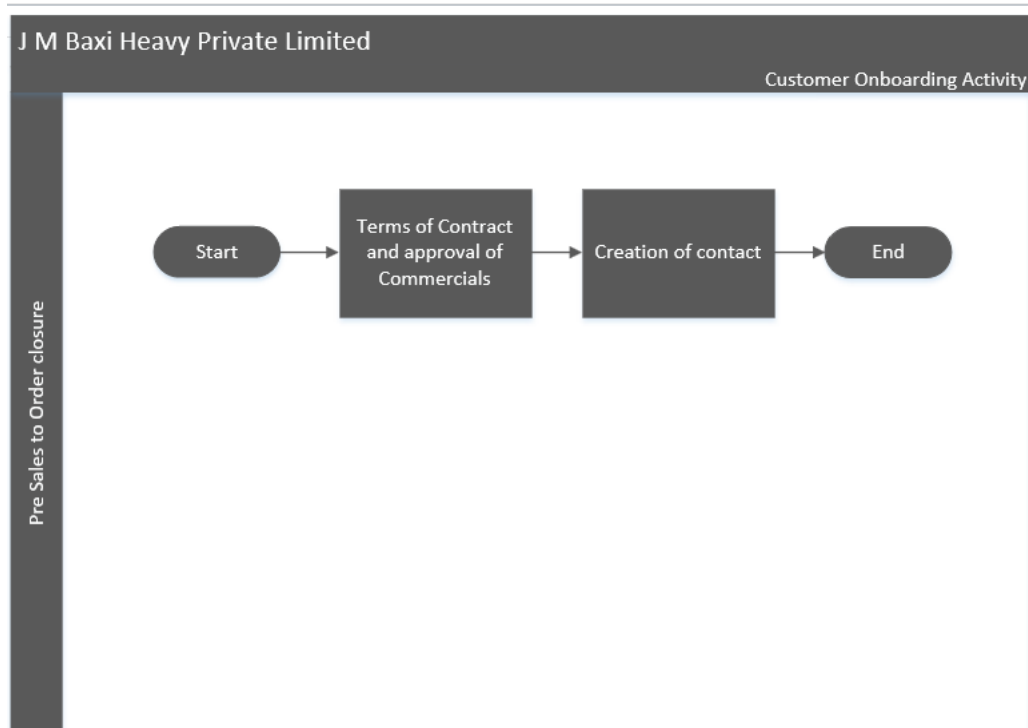 J M Baxi Heavy Private Limited
Customer Onboarding Activity
Pre Sales to Order closure
Start
Terms of Contract
and approval of
Commercials
Creation of contact
End